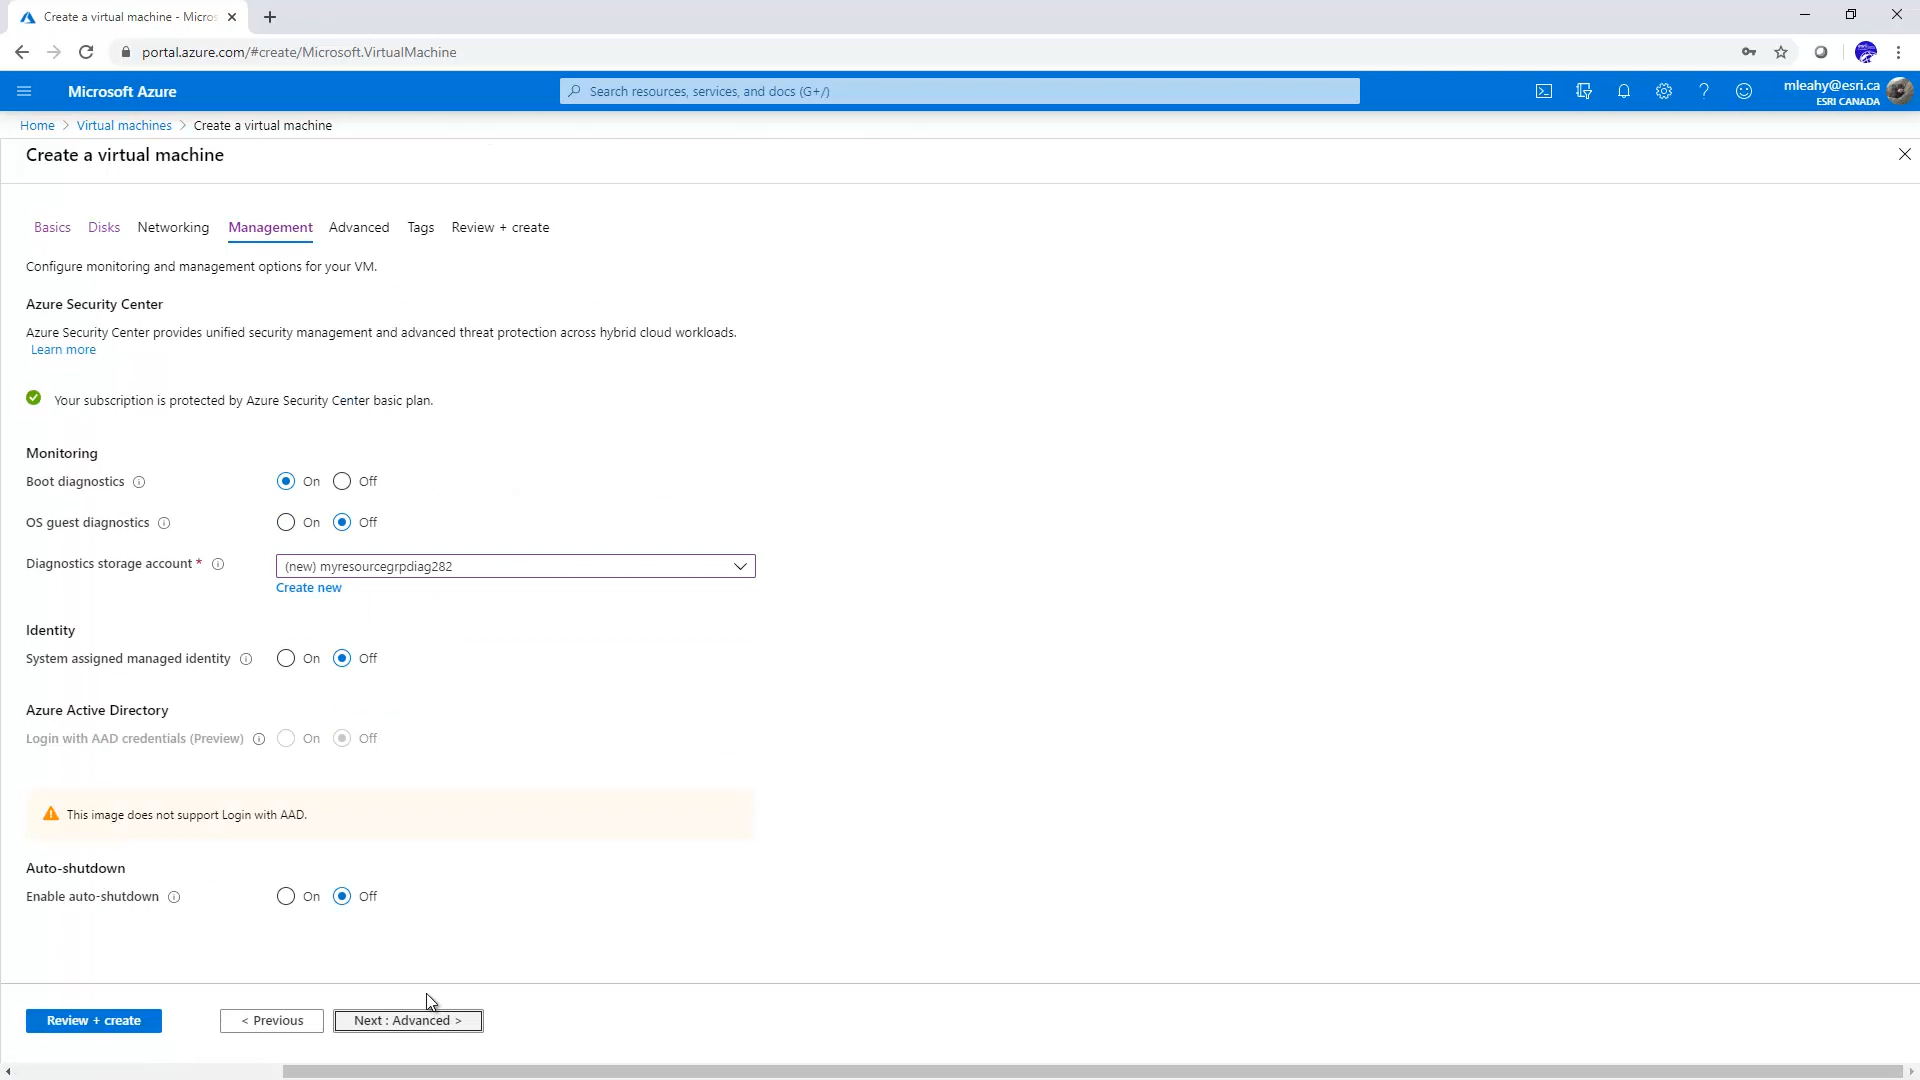 Create a virtual machine - Micros
portal.azure.com/#create/Microsoft.VirtualMachine
Microsoft Azure
Search resources, services, and docs (G+/)
mleahy@esri.ca
ESRI CANADA
Home > Virtual machines > Create a virtual machine
Create a virtual machine
Basics Disks Networking Management Advanced Tags Review + create
Configure monitoring and management options for your VM.
Azure Security Center
Azure Security Center provides unified security management and advanced threat protection across hybrid cloud workloads.
Learn more
Your subscription is protected by Azure Security Center basic plan.
Monitoring
Boot diagnostics On Off
OS guest diagnostics On Off
Diagnostics storage account * (new) myresourcegrpdiag282
Create new
Identity
System assigned managed identity On Off
Azure Active Directory
Login with AAD credentials (Preview) On Off
This image does not support Login with AAD.
Auto-shutdown
Enable auto-shutdown On Off
Review + create < Previous Next : Advanced >